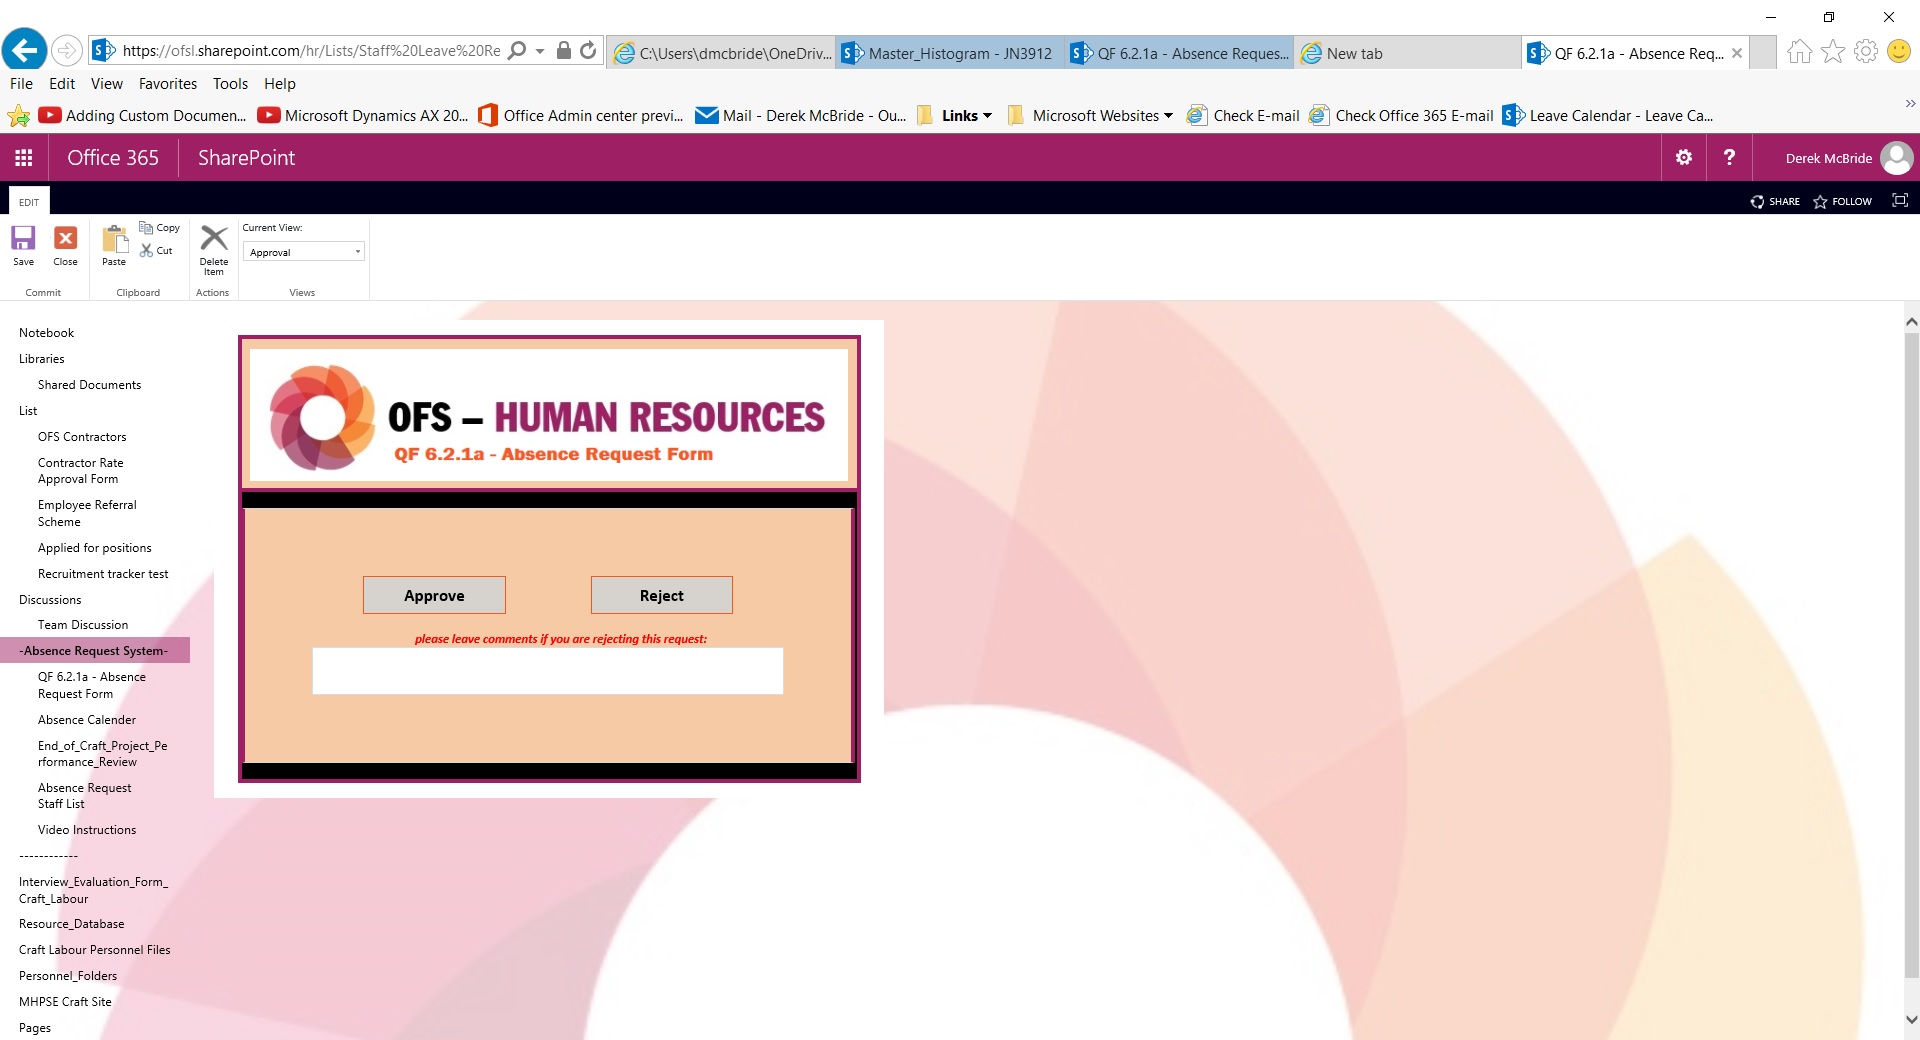 https://ofsl.sharepoint.com/hr/Lists/Staff%20Leave%20Re
C:\Users\dmcbride\OneDriv...
Master_Histogram - JN3912
QF 6.2.1a - Absence Reques...
New tab
QF 6.2.1a - Absence Req...
File Edit View Favorites Tools Help
Adding Custom Documen... Microsoft Dynamics AX 20... Office Admin center previ... Mail - Derek McBride - Ou... Links Microsoft Websites Check E-mail Check Office 365 E-mail Leave Calendar - Leave Ca...
Office 365 SharePoint ? Derek McBride
EDIT SHARE FOLLOW
Save
Close
Commit
Paste
Copy
Cut
Clipboard
Delete
Item
Actions
Current View:
Approval
Views
Notebook
Libraries
Shared Documents
List
OFS Contractors
Contractor Rate
Approval Form
Employee Referral
Scheme
Applied for positions
Recruitment tracker test
Discussions
Team Discussion
-Absence Request System-
QF 6.2.1a - Absence
Request Form
Absence Calender
End_of_Craft_Project_Pe
rformance_Review
Absence Request
Staff List
Video Instructions
------------
Interview_Evaluation_Form_
Craft_Labour
Resource_Database
Craft Labour Personnel Files
Personnel_Folders
MHPSE Craft Site
Pages
OFS – HUMAN RESOURCES
QF 6.2.1a - Absence Request Form
Approve Reject
please leave comments if you are rejecting this request: